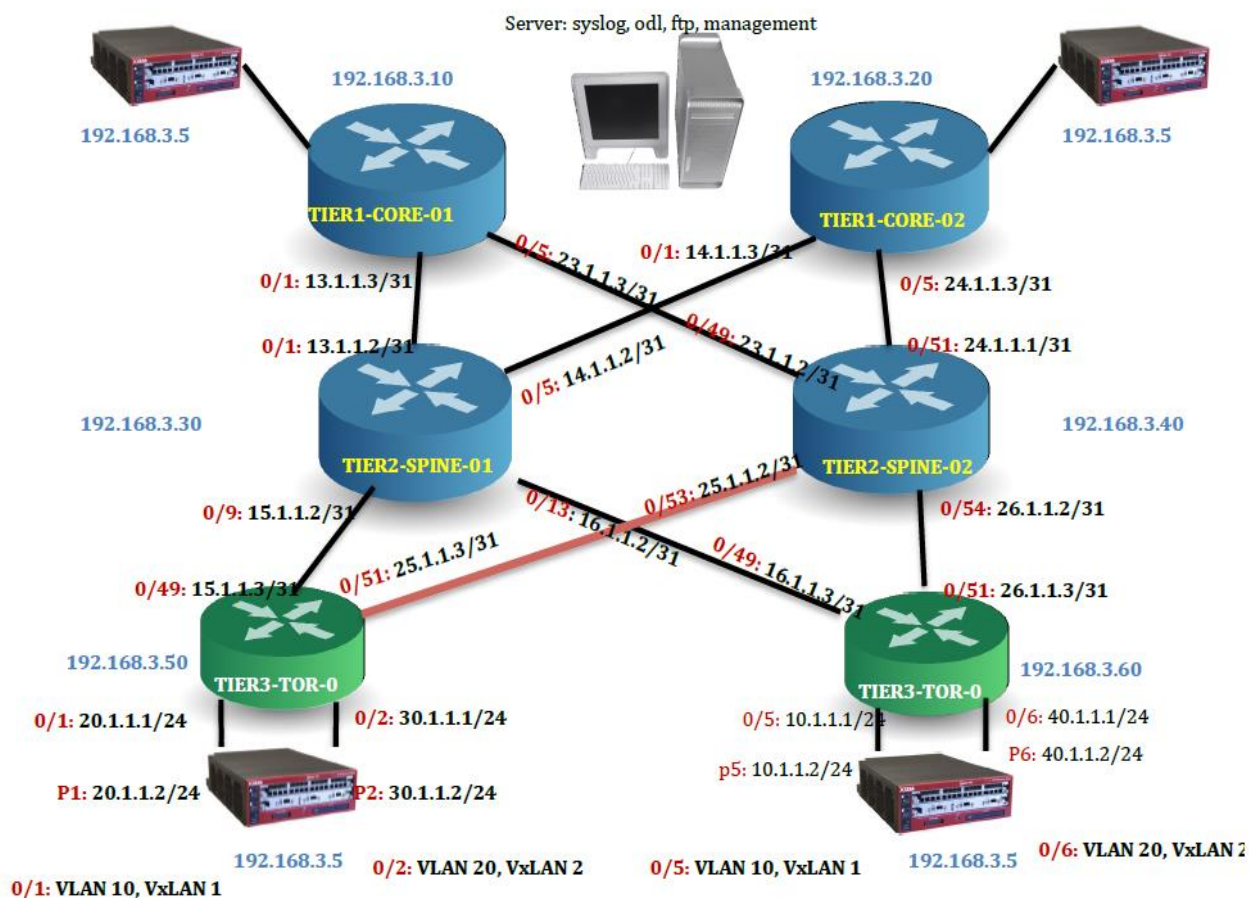 Server: syslog, odl, ftp, management
192.168.3.10
192.168.3.20
192.168.3.5
192.168.3.5
TIER1-CORE-01
TIER1-CORE-02
0/1: 13.1.1.3/31
0/5: 23.1.1.3/31
0/1: 14.1.1.3/31
0/5: 24.1.1.3/31
0/1: 13.1.1.2/31
0/5: 14.1.1.2/31
0/49: 23.1.1.2/31
0/51: 24.1.1.1/31
192.168.3.30
192.168.3.40
TIER2-SPINE-01
TIER2-SPINE-02
0/9: 15.1.1.2/31
0/13: 16.1.1.2/31
0/53: 25.1.1.2/31
0/54: 26.1.1.2/31
0/49: 15.1.1.3/31
0/51: 25.1.1.3/31
0/49: 16.1.1.3/31
0/51: 26.1.1.3/31
192.168.3.50
192.168.3.60
TIER3-TOR-0
TIER3-TOR-0
0/1: 20.1.1.1/24
0/2: 30.1.1.1/24
0/5: 10.1.1.1/24
0/6: 40.1.1.1/24
P1: 20.1.1.2/24
P2: 30.1.1.2/24
p5: 10.1.1.2/24
P6: 40.1.1.2/24
192.168.3.5
192.168.3.5
0/1: VLAN 10, VxLAN 1
0/2: VLAN 20, VxLAN 2
0/5: VLAN 10, VxLAN 1
0/6: VLAN 20, VxLAN 2